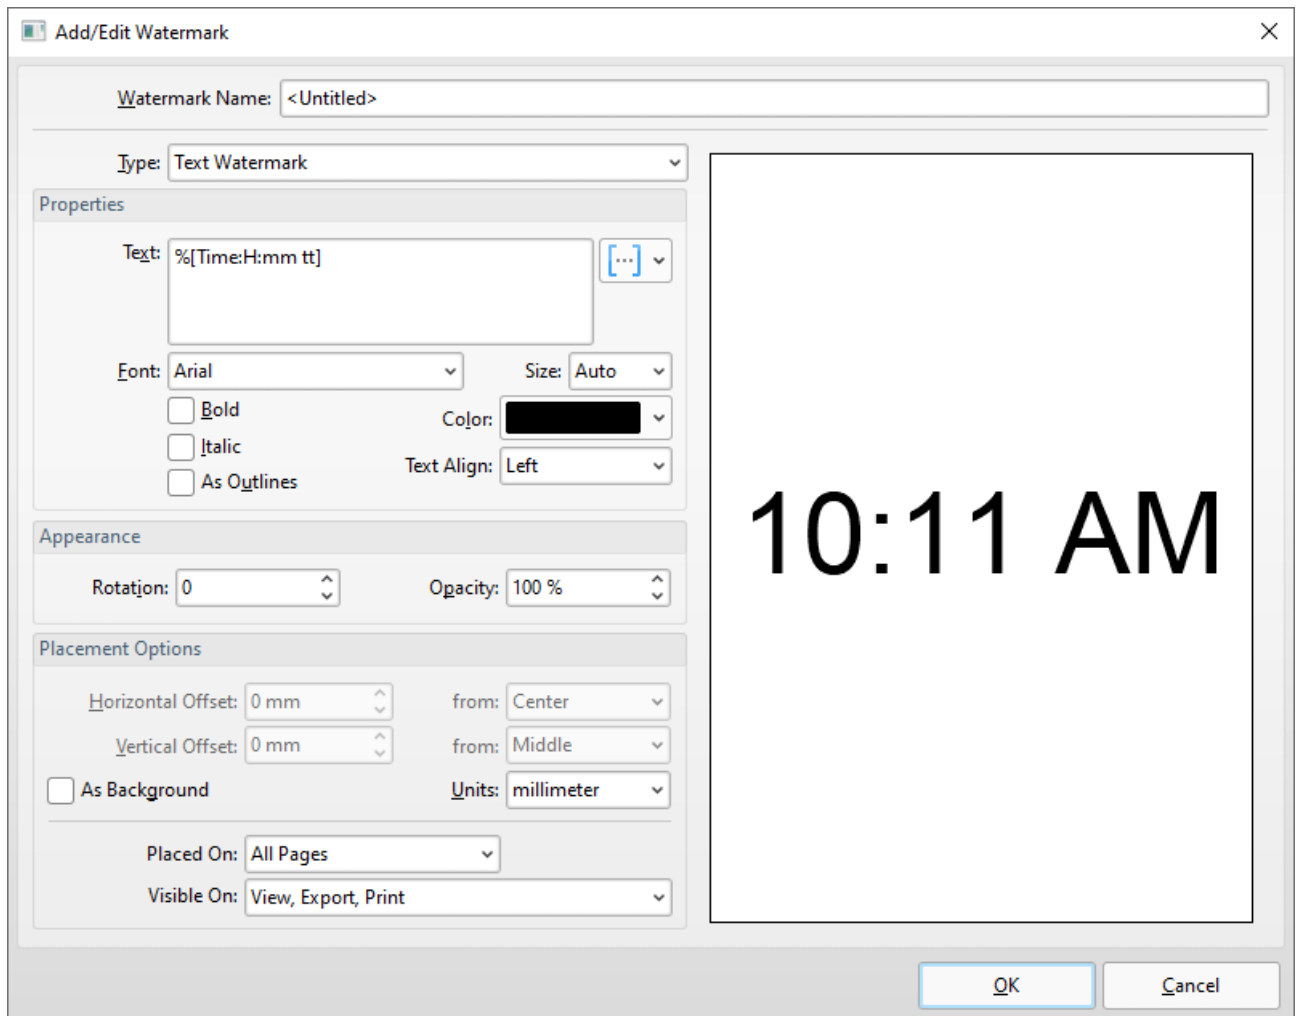 Add/Edit Watermark
Watermark Name: <Untitled>
Type: Text Watermark
Properties
Text: %[Time:H:mm tt]
[...]
Font: Arial Size: Auto
Bold
Color:
Italic
Text Align: Left
As Outlines
Appearance
Rotation: 0 Opacity: 100 %
Placement Options
Horizontal Offset: 0 mm from: Center
Vertical Offset: 0 mm from: Middle
As Background Units: millimeter
Placed On: All Pages
Visible On: View, Export, Print
10:11 AM
OK Cancel